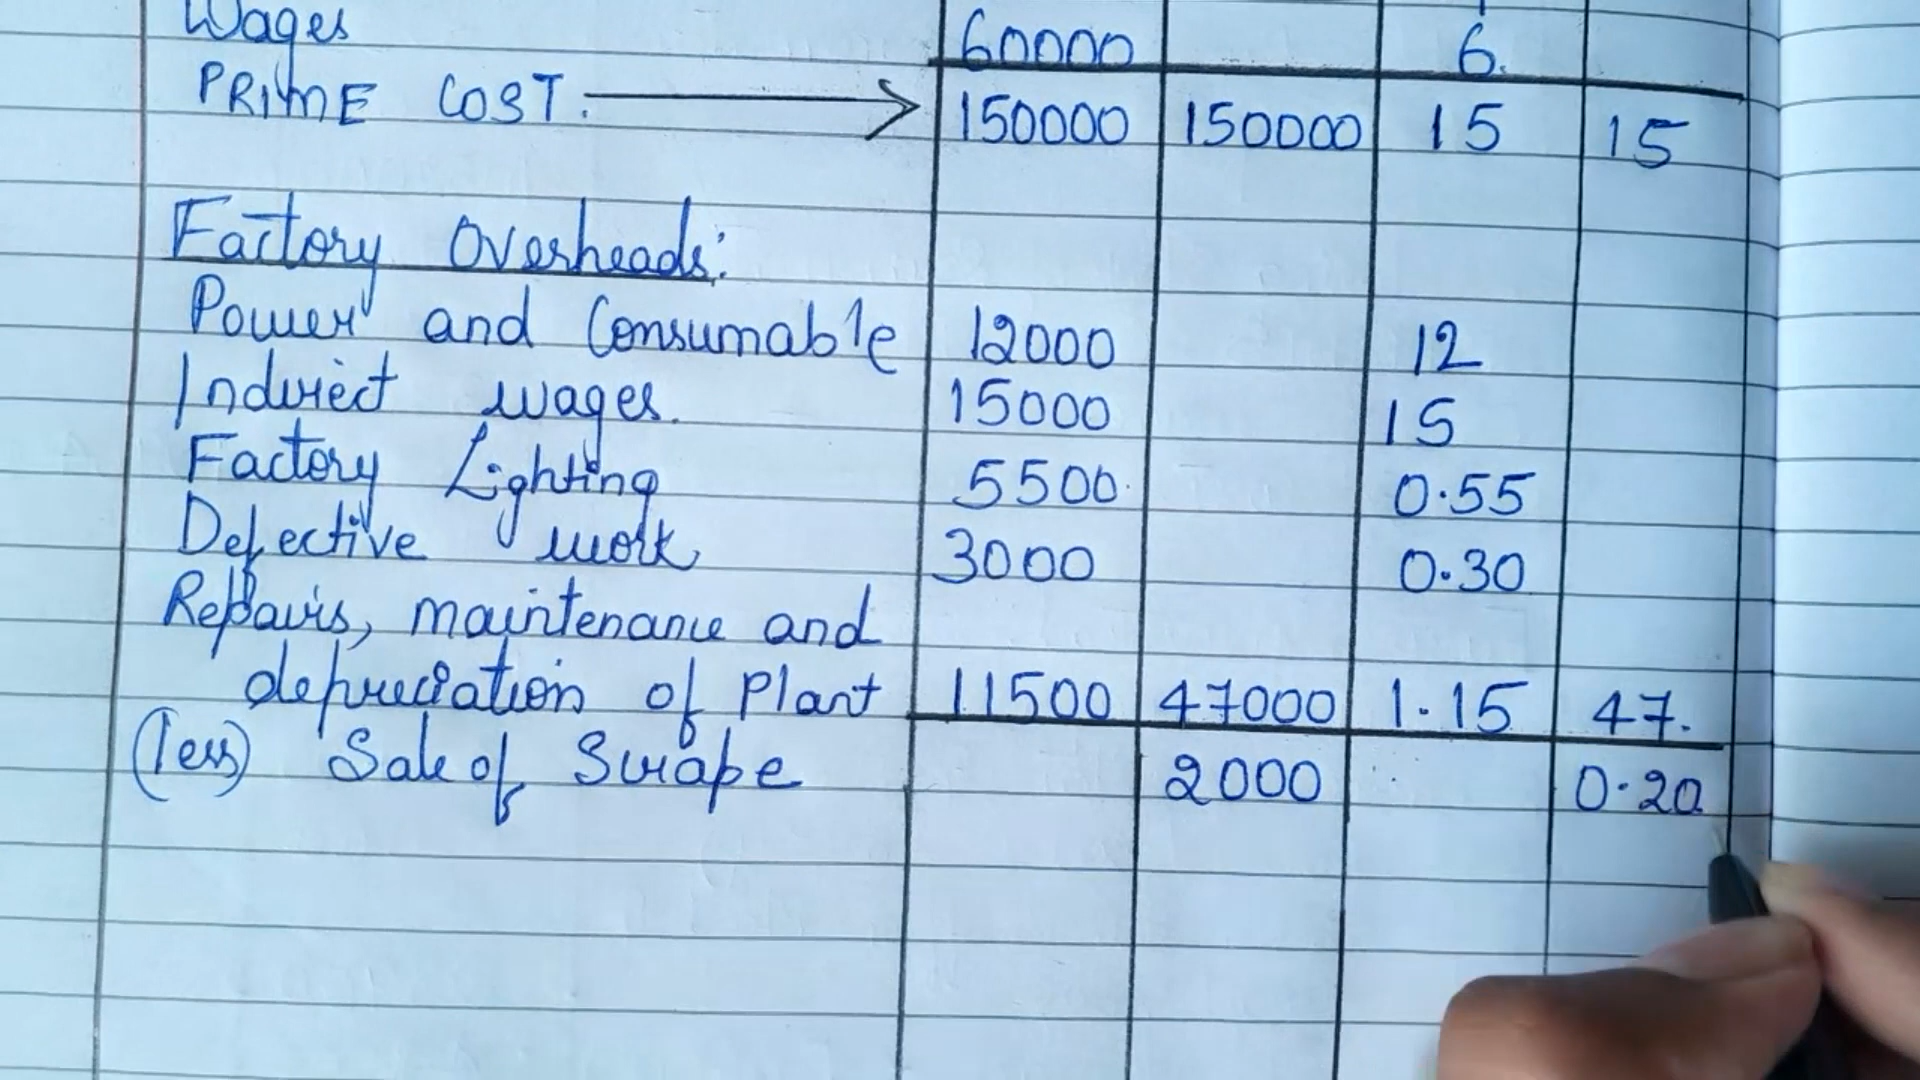 Wages 60000 6.
PRIME COST. 150000 150000 15 15
Factory Overheads:
Power and Consumable 12000 12
Indirect wages. 15000 15
Factory Lighting 5500. 0.55
Defective work 3000 0.30
Repairs, maintenance and
depreciation of Plant 11500 47000 1.15 47.
(less) Sale of Scrape 2000 0.20